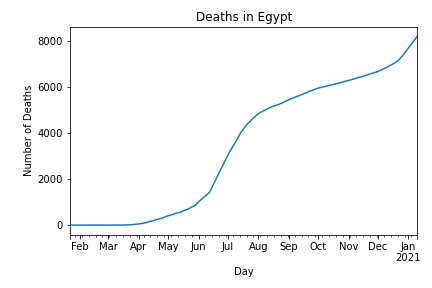 Deaths in Egypt
8000
6000
4000
2000
0
Number of Deaths
Feb Mar Apr May Jun Jul Aug Sep Oct Nov Dec Jan
2021
Day